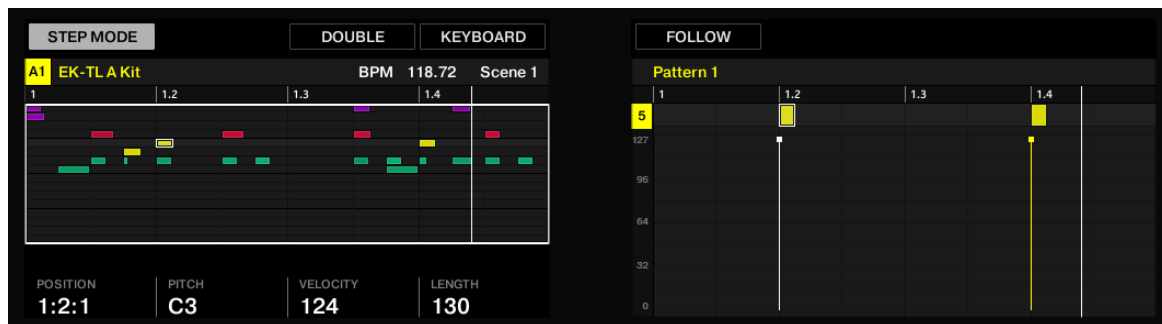 STEP MODE DOUBLE KEYBOARD
A1 EK-TL A Kit BPM 118.72 Scene 1
1 1.2 1.3 1.4
POSITION PITCH VELOCITY LENGTH
1:2:1 C3 124 130
FOLLOW
Pattern 1
1 1.2 1.3 1.4
5
127
96
64
32
0